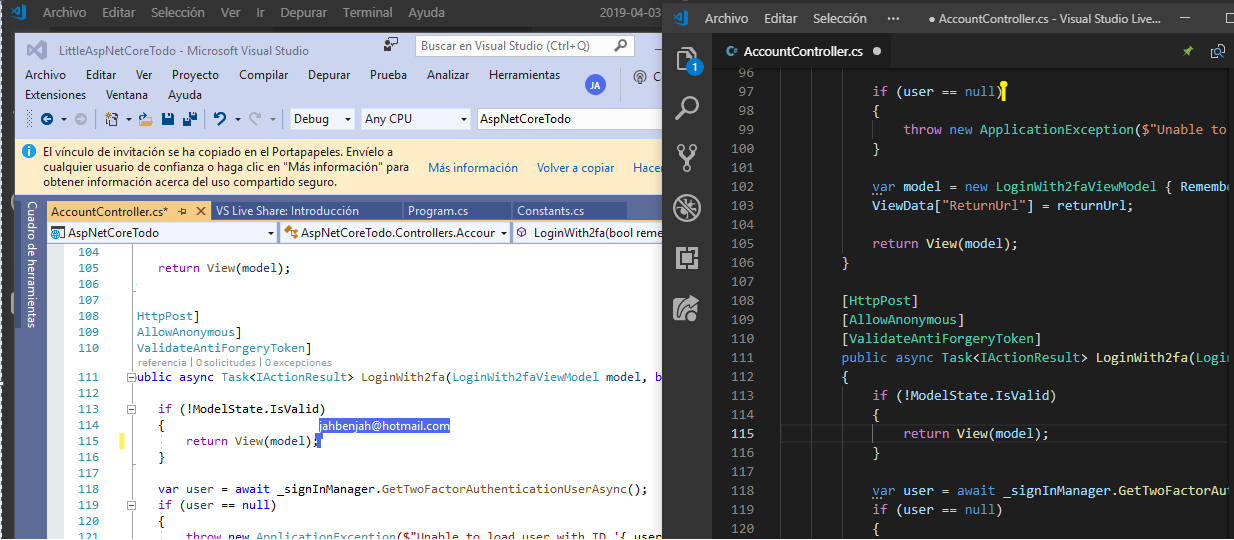 Archivo Editar Selección Ver Ir Depurar Terminal Ayuda 2019-04-03
LittleAspNetCoreTodo - Microsoft Visual Studio
Buscar en Visual Studio (Ctrl+Q)
Archivo Editar Ver Proyecto Compilar Depurar Prueba Analizar Herramientas
Extensiones Ventana Ayuda
JA
Debug Any CPU AspNetCoreTodo
El vínculo de invitación se ha copiado en el Portapapeles. Envíelo a
cualquier usuario de confianza o haga clic en "Más información" para
obtener información acerca del uso compartido seguro.
Más información Volver a copiar Hacer
Cuadro de herramientas
AccountController.cs* VS Live Share: Introducción Program.cs Constants.cs
AspNetCoreTodo AspNetCoreTodo.Controllers.Accour LoginWith2fa(bool reme
104
105 return View(model);
106
107
108 HttpPost]
109 AllowAnonymous]
110 ValidateAntiForgeryToken]
referencia | 0 solicitudes | 0 excepciones
111 ublic async Task<IActionResult> LoginWith2fa(LoginWith2faViewModel model, b
112
113 if (!ModelState.IsValid)
114 { jahbenjah@hotmail.com
115 return View(model);
116 }
117
118 var user = await _signInManager.GetTwoFactorAuthenticationUserAsync();
119 if (user == null)
120 {
121 throw new ApplicationException($"Unable to load user with ID '{ user
Archivo Editar Selección ··· ● AccountController.cs - Visual Studio Live...
1
C# AccountController.cs ●
96
97 if (user == null)
98 {
99 throw new ApplicationException($"Unable to
100 }
101
102 var model = new LoginWith2faViewModel { Remembe
103 ViewData["ReturnUrl"] = returnUrl;
104
105 return View(model);
106 }
107
108 [HttpPost]
109 [AllowAnonymous]
110 [ValidateAntiForgeryToken]
111 public async Task<IActionResult> LoginWith2fa(Logi
112 {
113 if (!ModelState.IsValid)
114 {
115 return View(model);
116 }
117
118 var user = await _signInManager.GetTwoFactorAu
119 if (user == null)
120 {